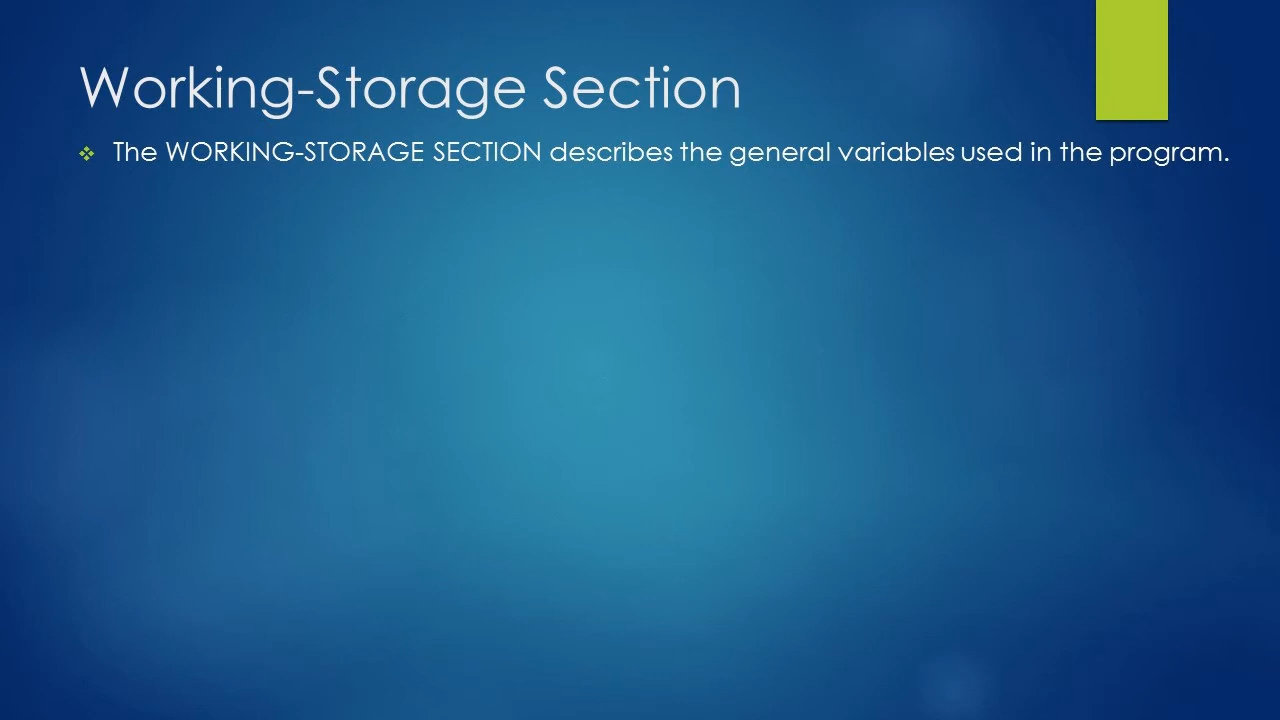 Working-Storage Section
The WORKING-STORAGE SECTION describes the general variables used in the program.